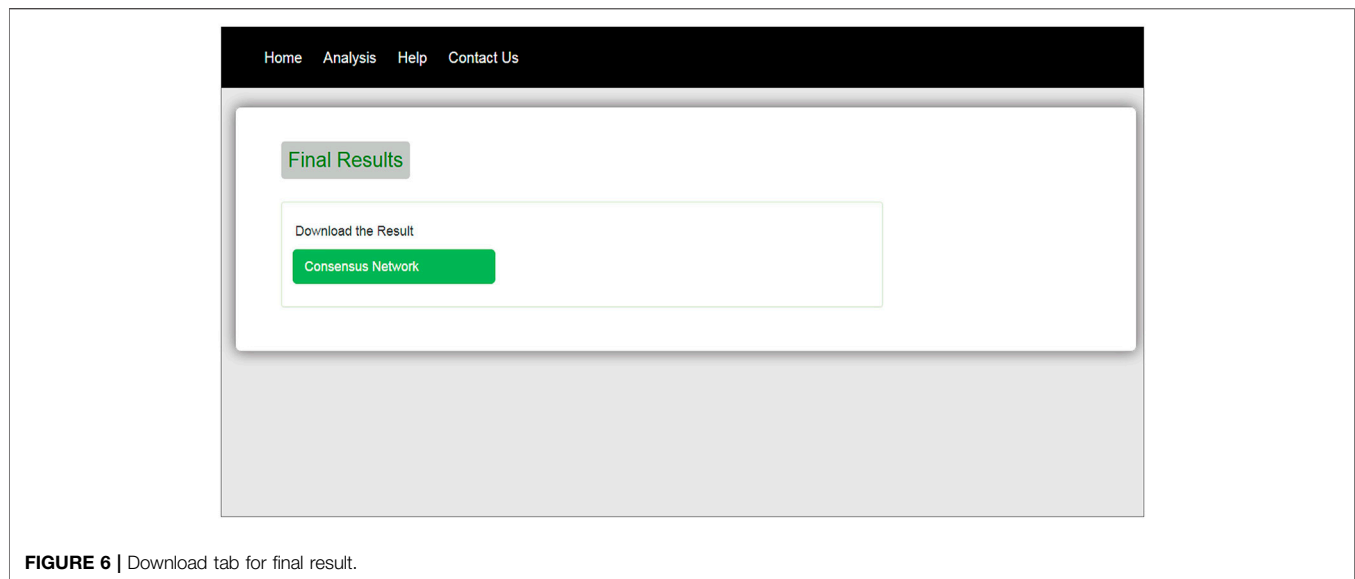 Home Analysis Help Contact Us
Final Results
Download the Result
Consensus Network
FIGURE 6 | Download tab for final result.